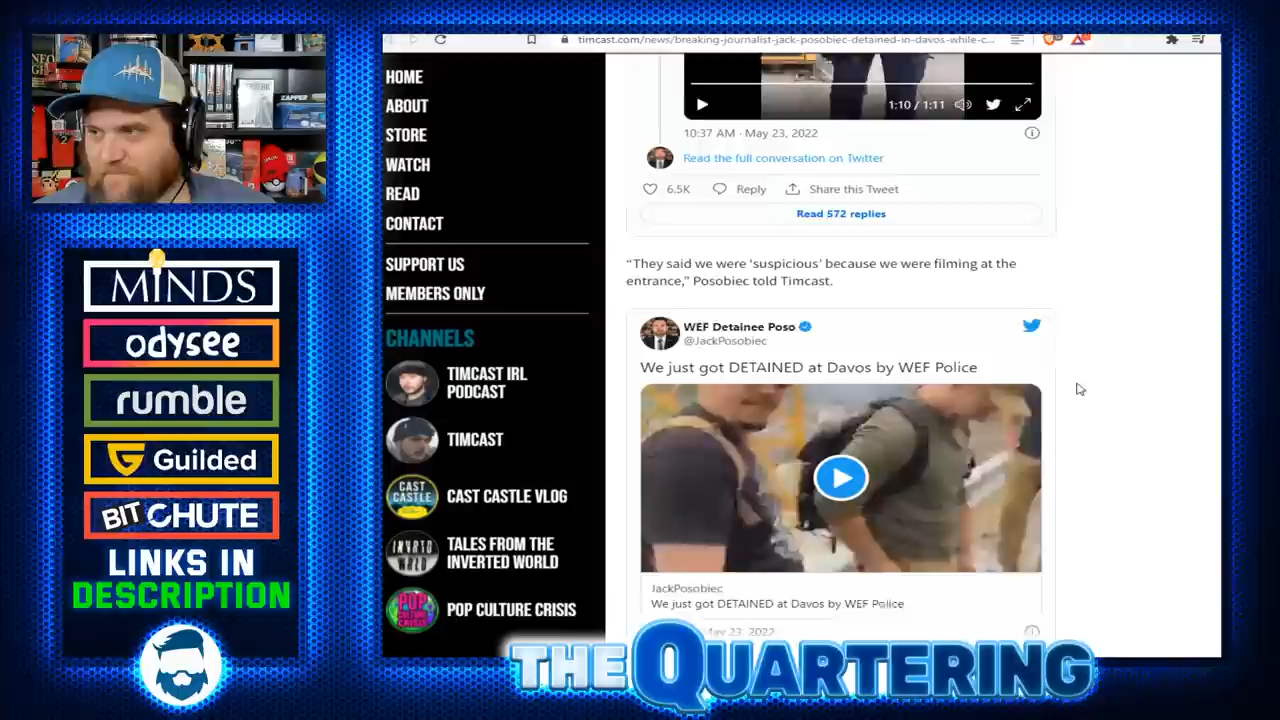 timcast.com/news/breaking-journalist-jack-posobiec-detained-in-davos-while-c...
MINDS
odysee
rumble
Guilded
BITCHUTE
LINKS IN
DESCRIPTION
HOME
ABOUT
STORE
WATCH
READ
CONTACT
SUPPORT US
MEMBERS ONLY
CHANNELS
TIMCAST IRL
PODCAST
TIMCAST
CAST
CASTLE
CAST CASTLE VLOG
TALES FROM THE
INVERTED WORLD
POP CULTURE CRISIS
1:10 / 1:11
10:37 AM · May 23, 2022
Read the full conversation on Twitter
6.5K Reply Share this Tweet
Read 572 replies
“They said we were ‘suspicious’ because we were filming at the
entrance,” Posobiec told Timcast.
WEF Detainee Poso
@JackPosobiec
We just got DETAINED at Davos by WEF Police
JackPosobiec
We just got DETAINED at Davos by WEF Police
May 23, 2022
THE QUARTERING